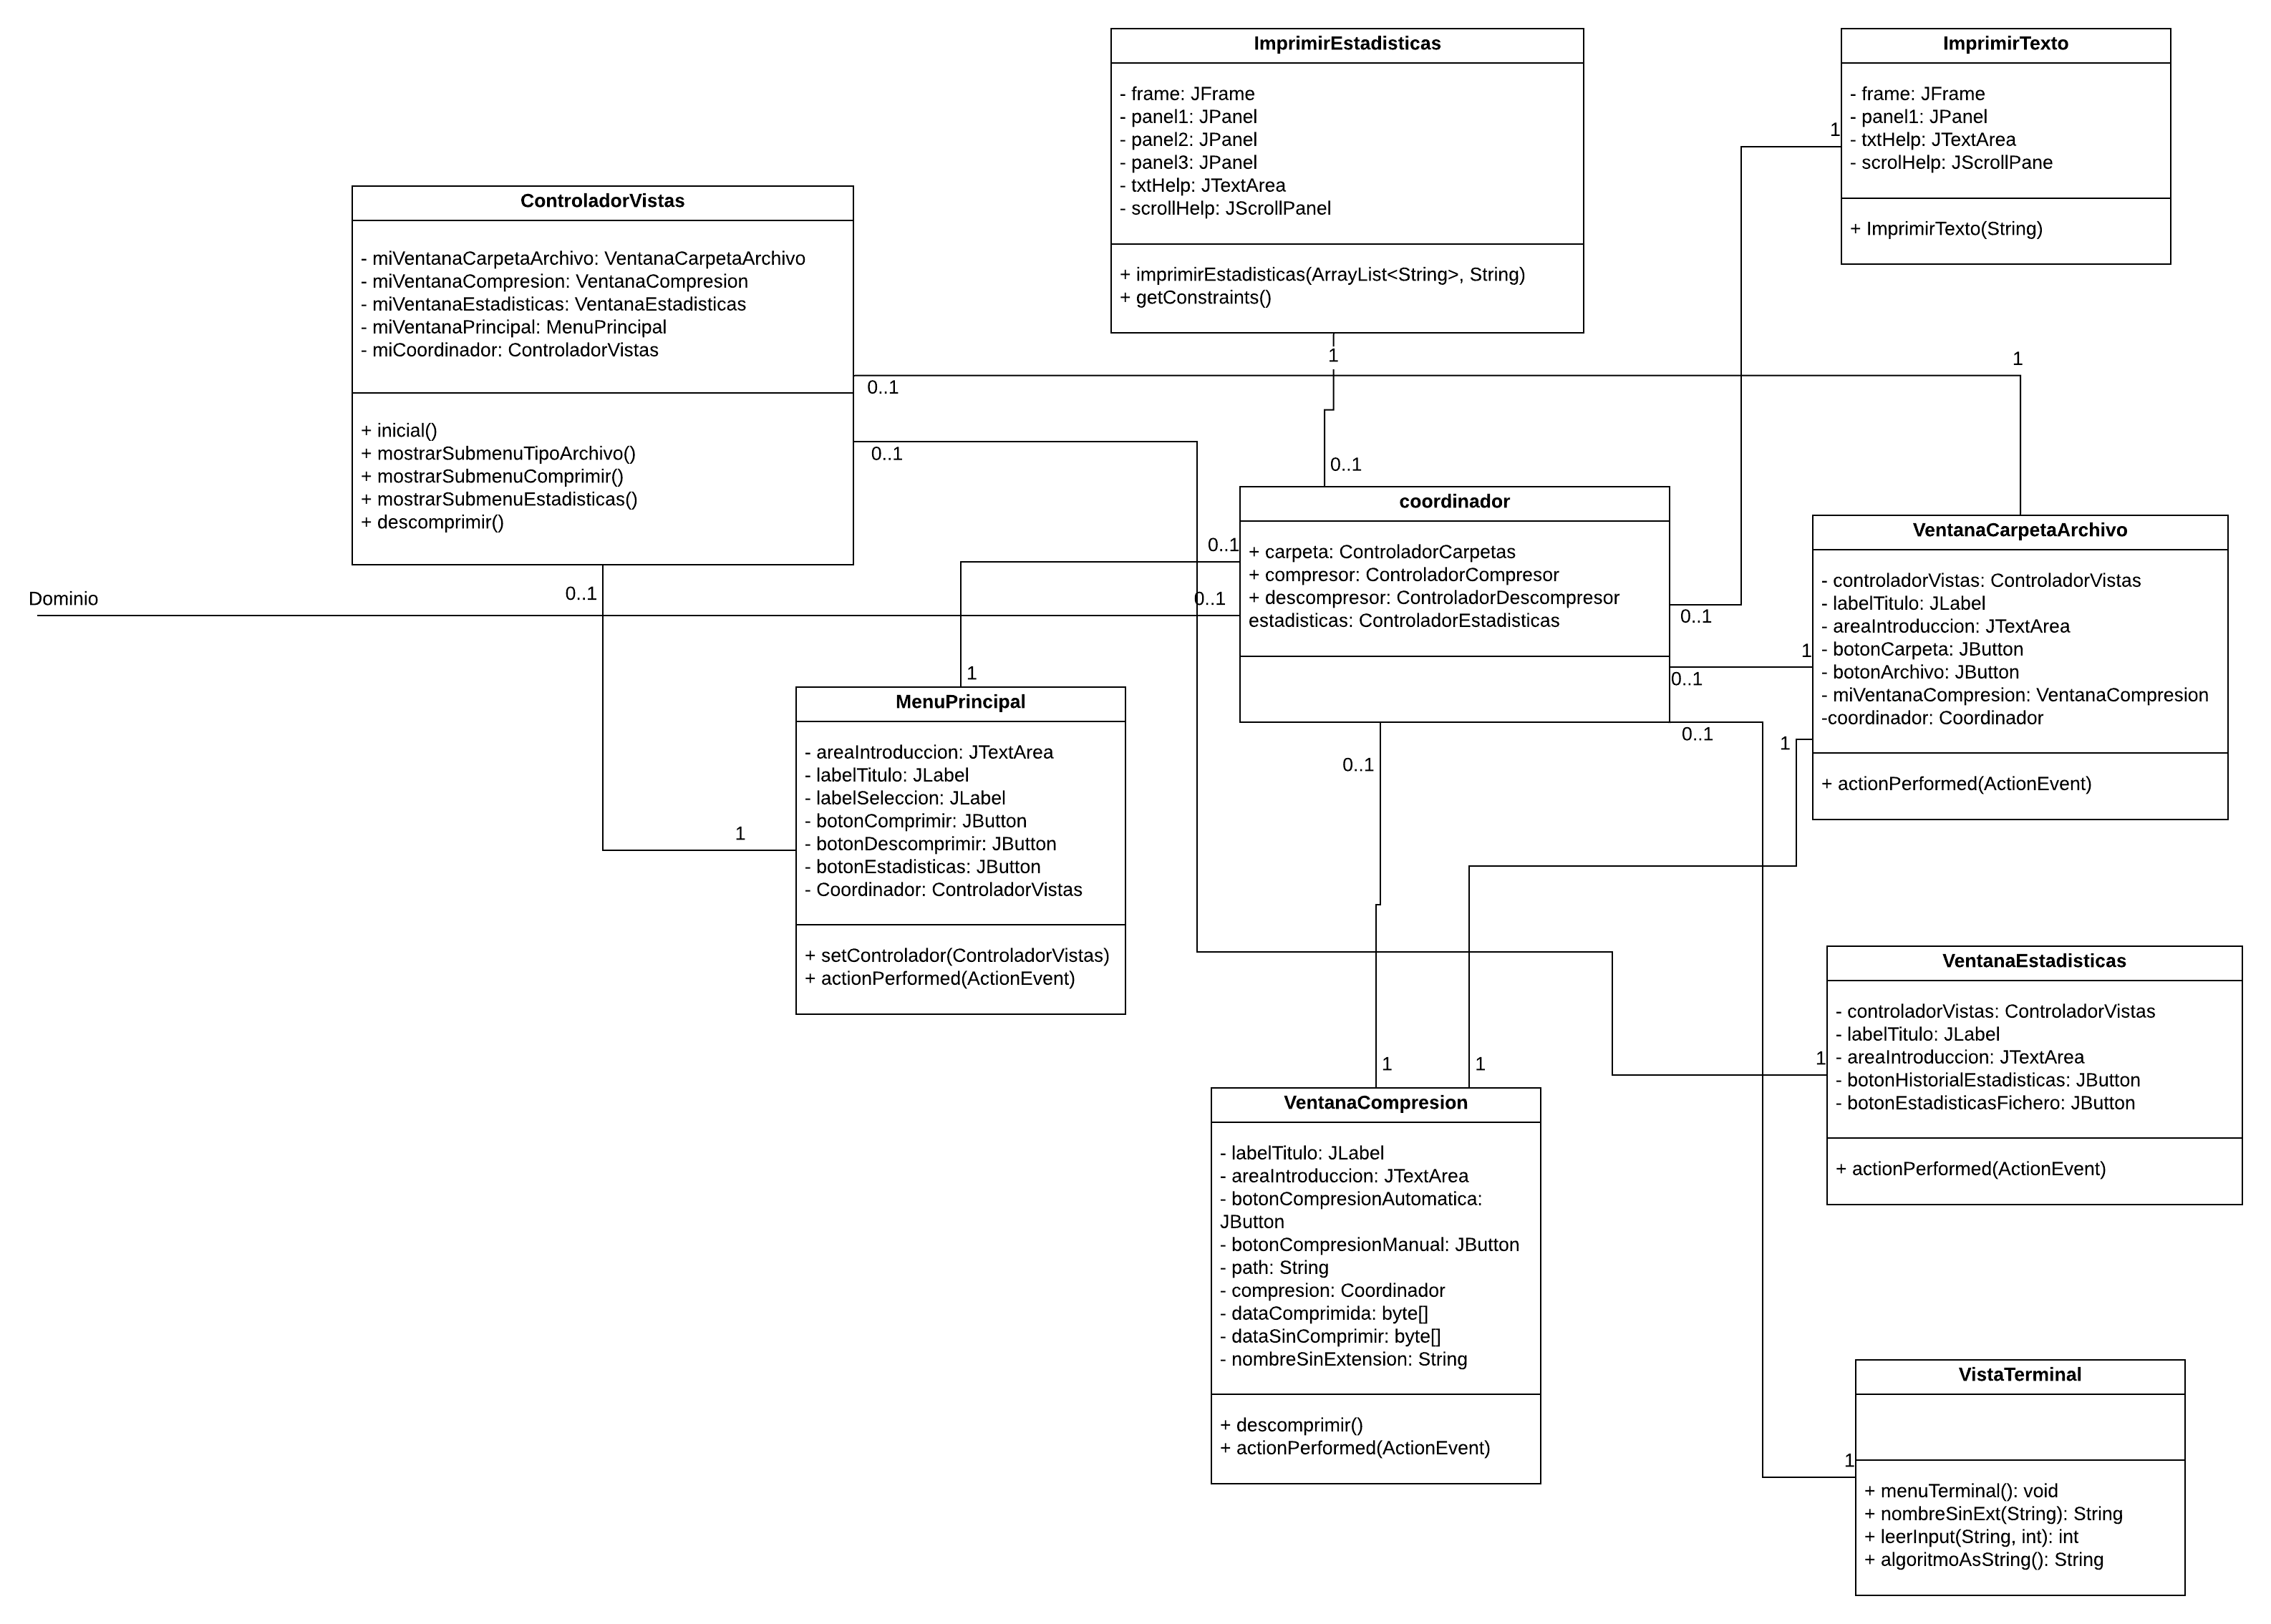 ImprimirEstadisticas
- frame: JFrame
- panel1: JPanel
- panel2: JPanel
- panel3: JPanel
- txtHelp: JTextArea
- scrollHelp: JScrollPanel
+ imprimirEstadisticas(ArrayList<String>, String)
+ getConstraints()
1
0..1
ImprimirTexto
- frame: JFrame
- panel1: JPanel
- txtHelp: JTextArea
- scrolHelp: JScrollPane
+ ImprimirTexto(String)
1
0..1
ControladorVistas
- miVentanaCarpetaArchivo: VentanaCarpetaArchivo
- miVentanaCompresion: VentanaCompresion
- miVentanaEstadisticas: VentanaEstadisticas
- miVentanaPrincipal: MenuPrincipal
- miCoordinador: ControladorVistas
+ inicial()
+ mostrarSubmenuTipoArchivo()
+ mostrarSubmenuComprimir()
+ mostrarSubmenuEstadisticas()
+ descomprimir()
0..1
1
0..1
0..1
1
Dominio
0..1
0..1
1
coordinador
+ carpeta: ControladorCarpetas
+ compresor: ControladorCompresor
+ descompresor: ControladorDescompresor
estadisticas: ControladorEstadisticas
0..1
1
0..1
0..1
VentanaCarpetaArchivo
- controladorVistas: ControladorVistas
- labelTitulo: JLabel
- areaIntroduccion: JTextArea
- botonCarpeta: JButton
- botonArchivo: JButton
- miVentanaCompresion: VentanaCompresion
-coordinador: Coordinador
+ actionPerformed(ActionEvent)
1
MenuPrincipal
- areaIntroduccion: JTextArea
- labelTitulo: JLabel
- labelSeleccion: JLabel
- botonComprimir: JButton
- botonDescomprimir: JButton
- botonEstadisticas: JButton
- Coordinador: ControladorVistas
+ setControlador(ControladorVistas)
+ actionPerformed(ActionEvent)
VentanaEstadisticas
- controladorVistas: ControladorVistas
- labelTitulo: JLabel
- areaIntroduccion: JTextArea
- botonHistorialEstadisticas: JButton
- botonEstadisticasFichero: JButton
+ actionPerformed(ActionEvent)
1
1
1
VentanaCompresion
- labelTitulo: JLabel
- areaIntroduccion: JTextArea
- botonCompresionAutomatica:
JButton
- botonCompresionManual: JButton
- path: String
- compresion: Coordinador
- dataComprimida: byte[]
- dataSinComprimir: byte[]
- nombreSinExtension: String
+ descomprimir()
+ actionPerformed(ActionEvent)
VistaTerminal
1
+ menuTerminal(): void
+ nombreSinExt(String): String
+ leerInput(String, int): int
+ algoritmoAsString(): String